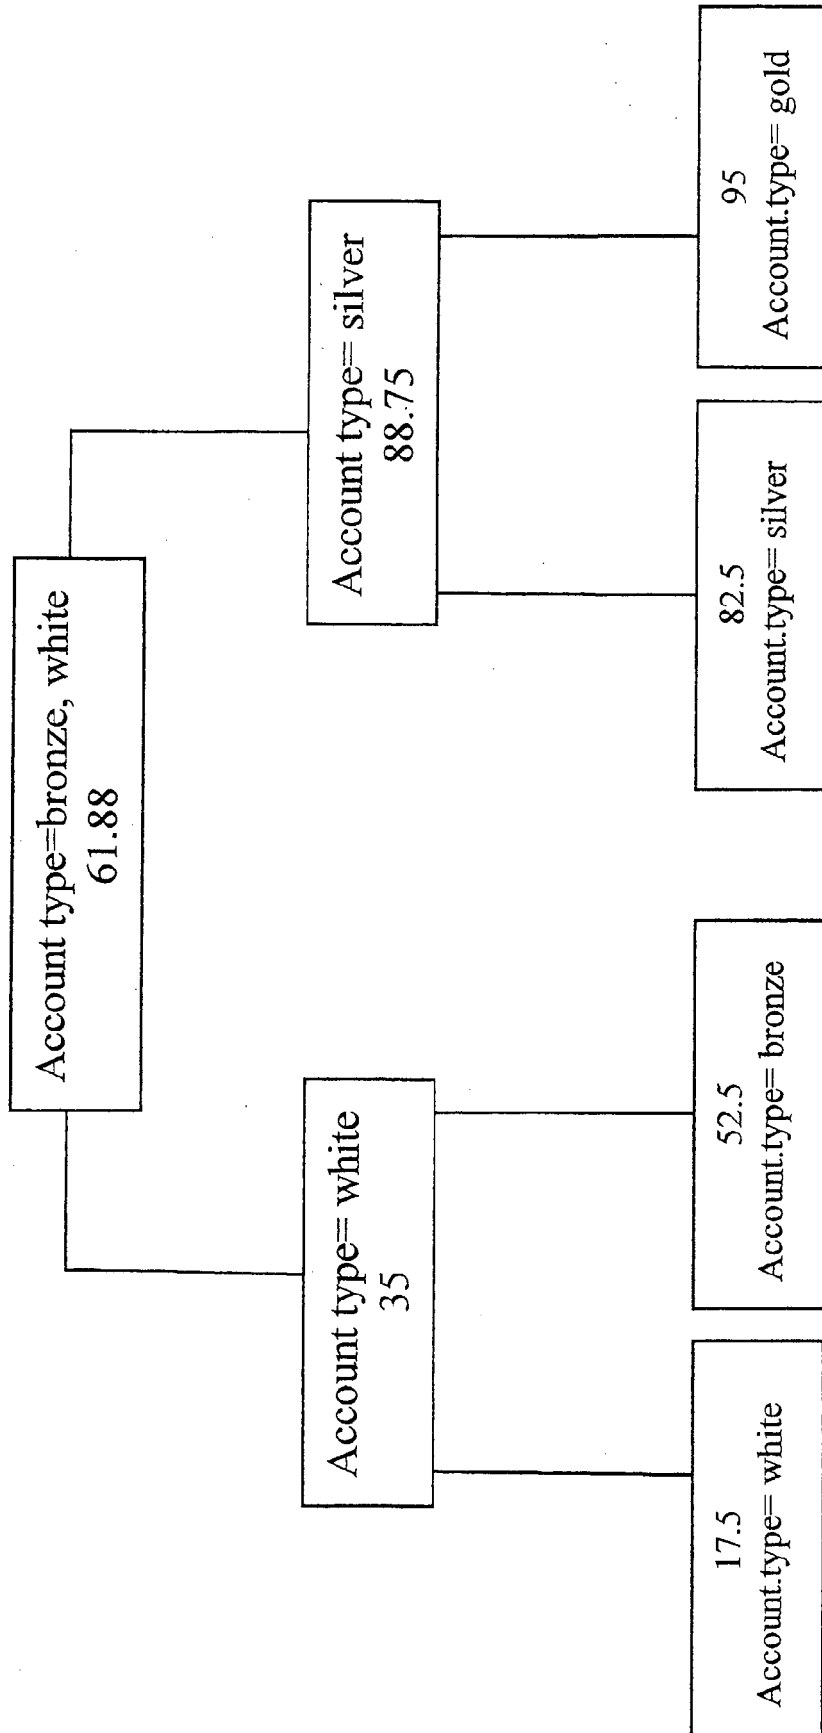 Account type=bronze, white
61.88
Account type= white
35
Account type= silver
88.75
17.5
Account.type= white
52.5
Account.type= bronze
82.5
Account.type= silver
95
Account.type= gold